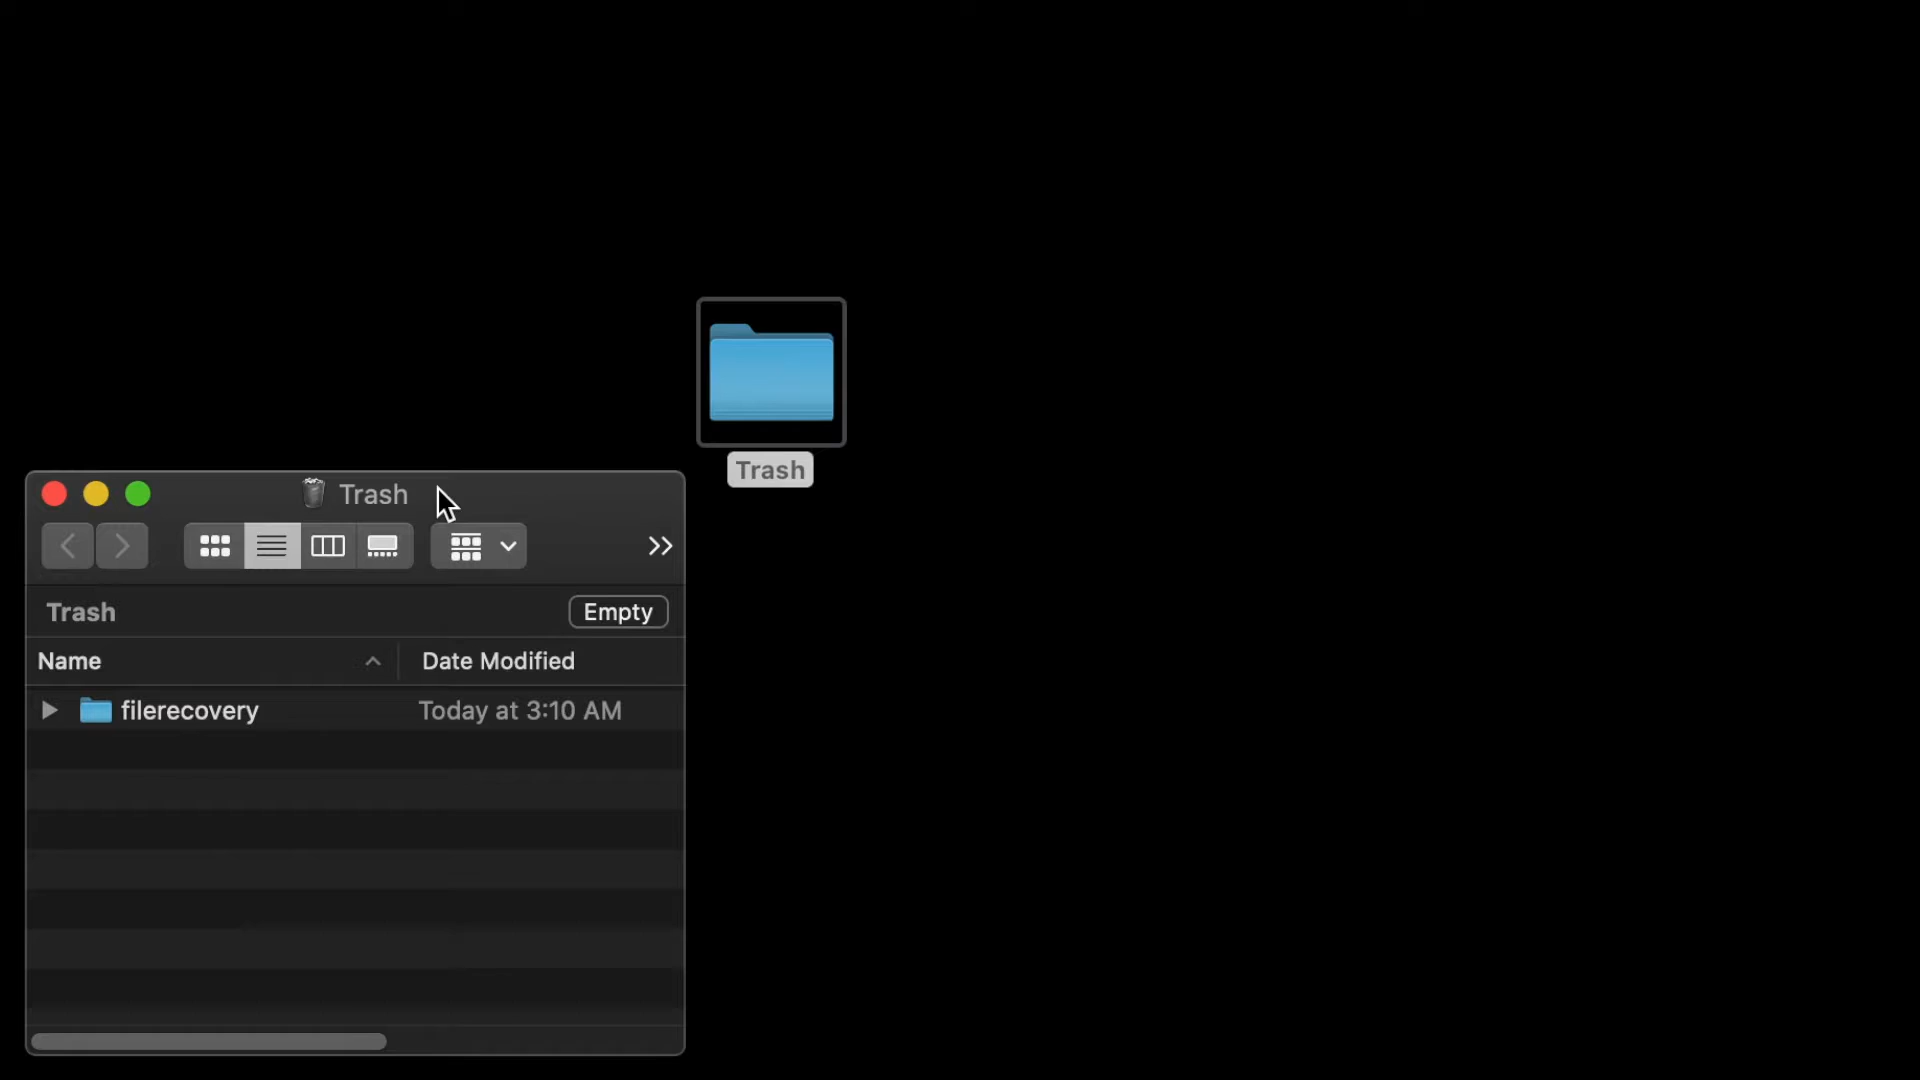 Trash
Trash
Trash
Empty
Name
Date Modified
filerecovery
Today at 3:10 AM